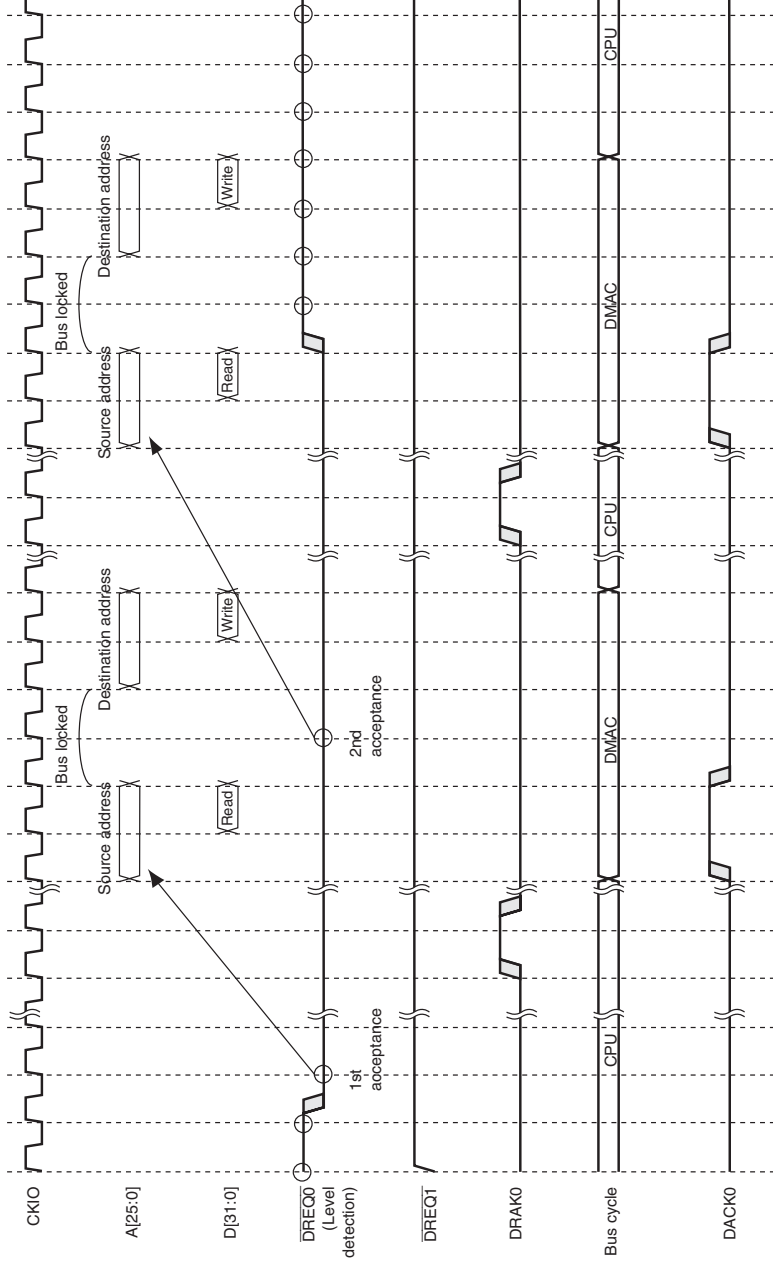 CKIO
Bus locked
Bus locked
A[25:0]
Source address
Destination address
Source address
Destination address
D[31:0]
Read
Write
Read
Write
DREQ0
(Level
detection)
1st
acceptance
2nd
acceptance
DREQ1
DRAK0
Bus cycle
CPU
DMAC
CPU
DMAC
CPU
DACK0